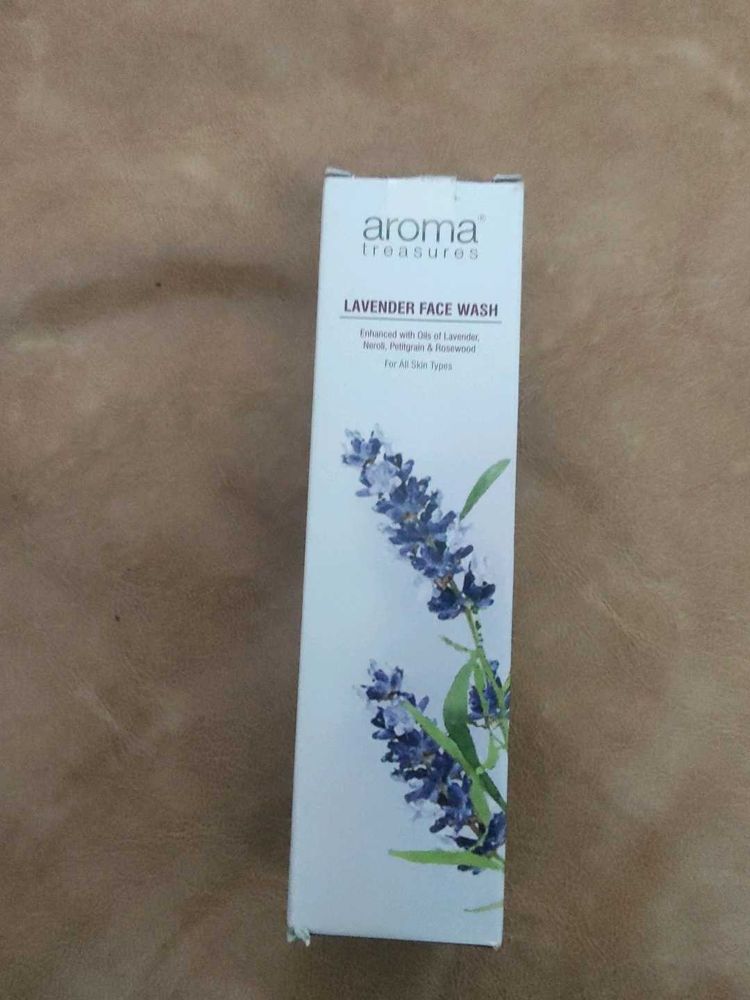 aroma®
treasures
LAVENDER FACE WASH
Enhanced with Oils of Lavender,
Neroli, Petitgrain & Rosewood
For All Skin Types